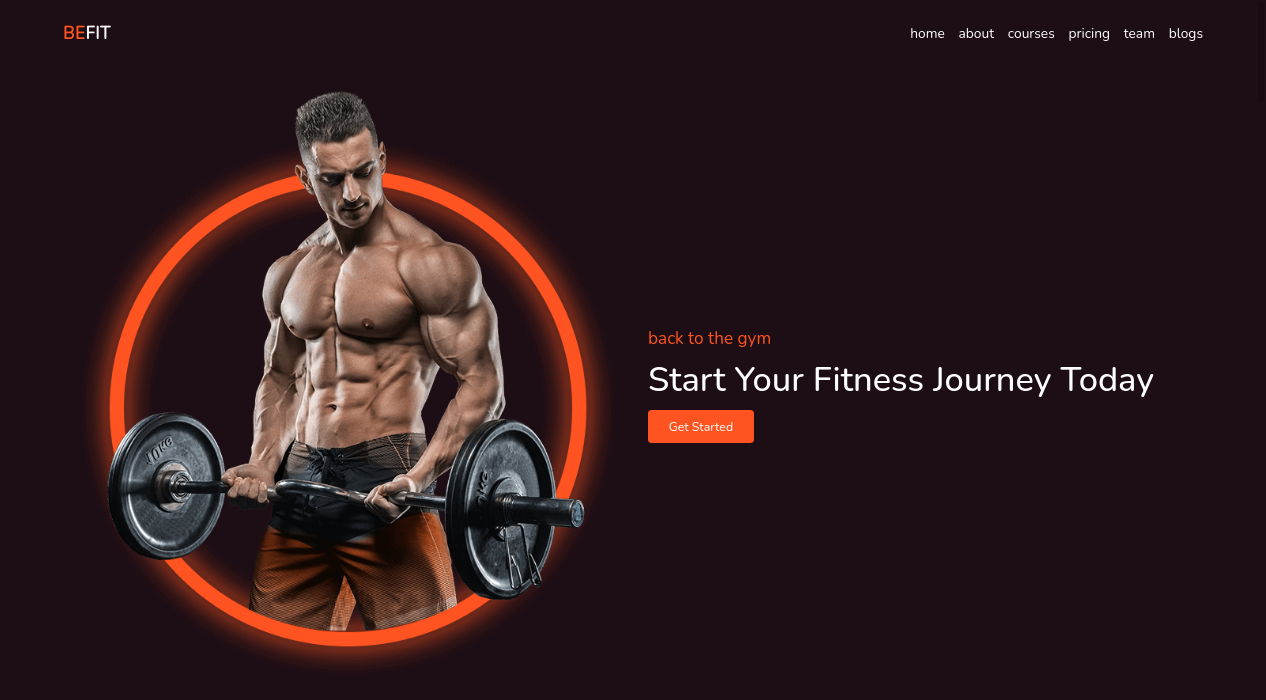 BEFIT
home about courses pricing team blogs
back to the gym
Start Your Fitness Journey Today
Get Started
10KG